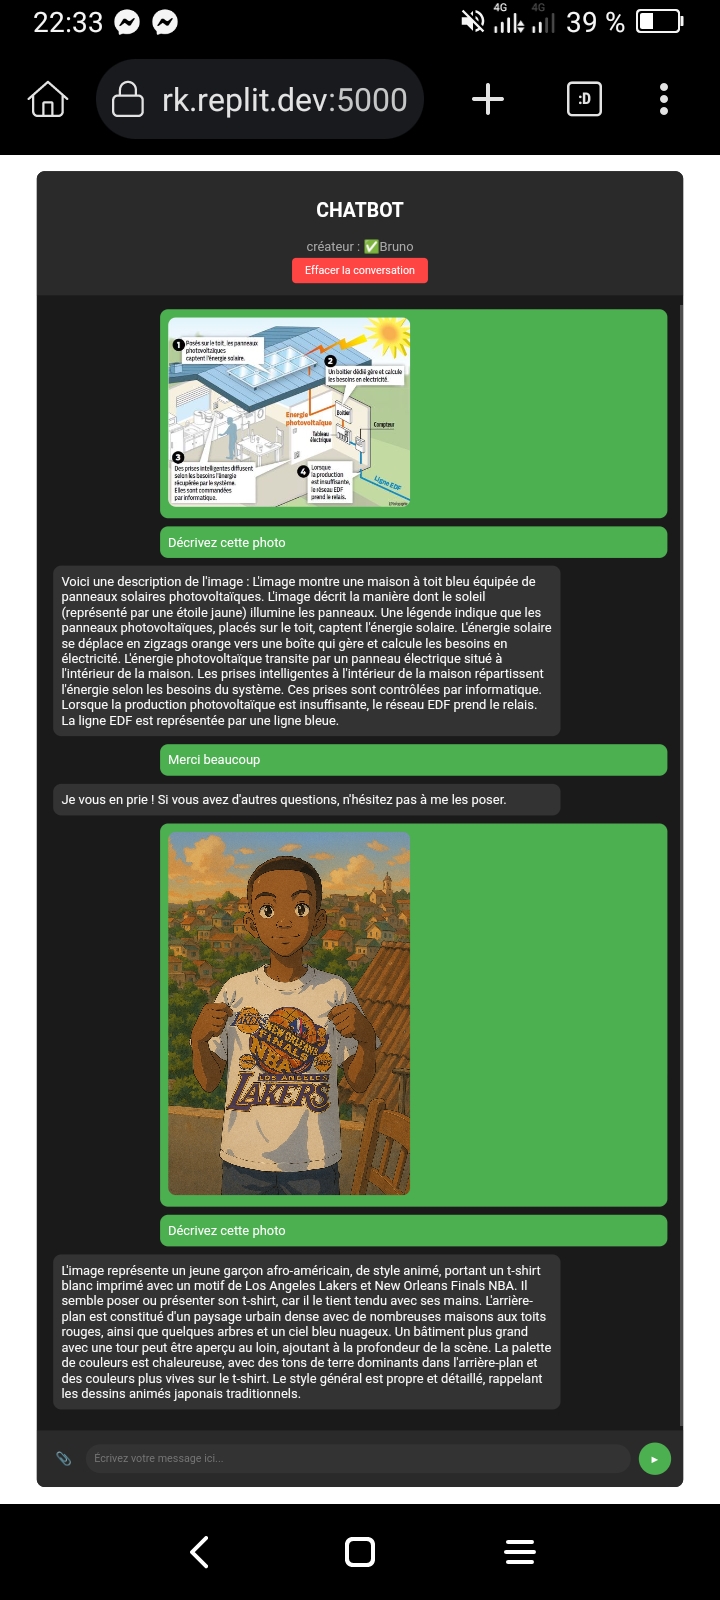 22:33
4G
4G
39 %
rk.replit.dev:5000
:D
CHATBOT
créateur : ✅Bruno
Effacer la conversation
1
Posés sur le toit, les panneaux
photovoltaïques
captent l'énergie solaire.
2
Un boîtier dédié gère et calcule
les besoins en électricité.
Energie
photovoltaïque
Boîtier
Compteur
Tableau
électrique
3
Des prises intelligentes diffusent
selon les besoins l'énergie
récupérée par le système.
Elles sont commandées
par informatique.
4
Lorsque
la production
est insuffisante,
le réseau EDF
prend le relais.
Ligne EDF
Décrivez cette photo
Voici une description de l'image : L'image montre une maison à toit bleu équipée de
panneaux solaires photovoltaïques. L'image décrit la manière dont le soleil
(représenté par une étoile jaune) illumine les panneaux. Une légende indique que les
panneaux photovoltaïques, placés sur le toit, captent l'énergie solaire. L'énergie solaire
se déplace en zigzags orange vers une boîte qui gère et calcule les besoins en
électricité. L'énergie photovoltaïque transite par un panneau électrique situé à
l'intérieur de la maison. Les prises intelligentes à l'intérieur de la maison répartissent
l'énergie selon les besoins du système. Ces prises sont contrôlées par informatique.
Lorsque la production photovoltaïque est insuffisante, le réseau EDF prend le relais.
La ligne EDF est représentée par une ligne bleue.
Merci beaucoup
Je vous en prie ! Si vous avez d'autres questions, n'hésitez pas à me les poser.
LAKERS
NEW ORLEANS
FINALS
NBA
LOS ANGELES
LAKERS
Décrivez cette photo
L'image représente un jeune garçon afro-américain, de style animé, portant un t-shirt
blanc imprimé avec un motif de Los Angeles Lakers et New Orleans Finals NBA. Il
semble poser ou présenter son t-shirt, car il le tient tendu avec ses mains. L'arrière-
plan est constitué d'un paysage urbain dense avec de nombreuses maisons aux toits
rouges, ainsi que quelques arbres et un ciel bleu nuageux. Un bâtiment plus grand
avec une tour peut être aperçu au loin, ajoutant à la profondeur de la scène. La palette
de couleurs est chaleureuse, avec des tons de terre dominants dans l'arrière-plan et
des couleurs plus vives sur le t-shirt. Le style général est propre et détaillé, rappelant
les dessins animés japonais traditionnels.
Écrivez votre message ici...